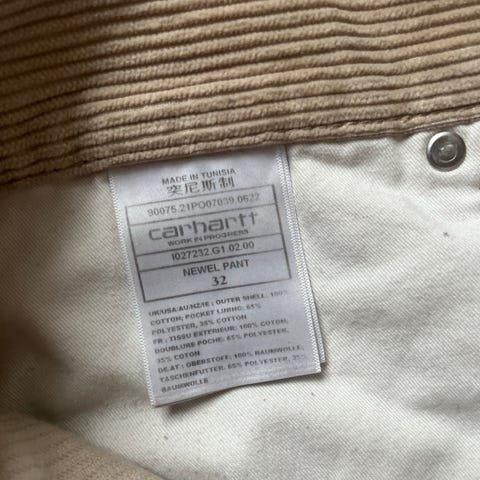 MADE IN TUNISIA
突尼斯制
90075.21PO07039.0622
carhartt
WORK IN PROGRESS
I027232.G1.02.00
NEWEL PANT
32
UK/USA/AU/NZ/IE : OUTER SHELL: 100%
COTTON; POCKET LINING: 65%
POLYESTER, 35% COTTON
FR : TISSU EXTERIEUR: 100% COTON;
DOUBLURE POCHE: 65% POLYESTER,
35% COTON
DE.AT : OBERSTOFF: 100% BAUMWOLLE,
TASCHENFUTTER: 65% POLYESTER, 35%
BAUMWOLLE